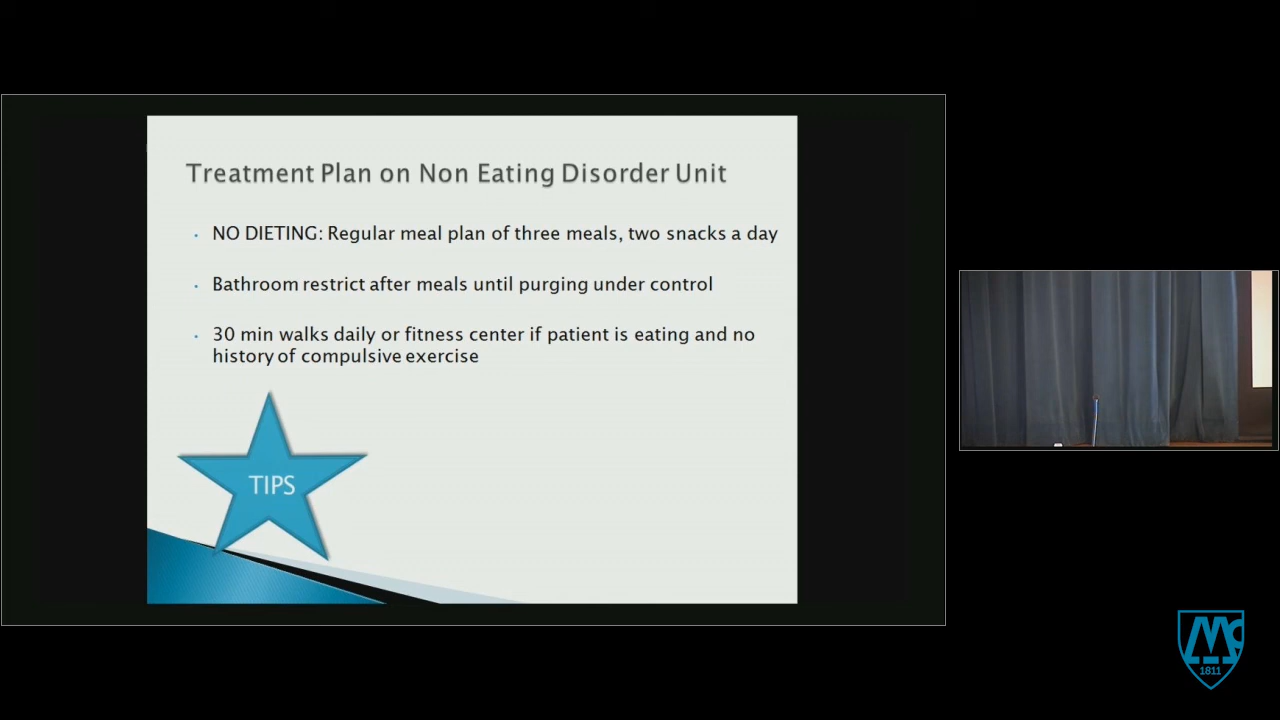 Treatment Plan on Non Eating Disorder Unit
NO DIETING: Regular meal plan of three meals, two snacks a day
Bathroom restrict after meals until purging under control
30 min walks daily or fitness center if patient is eating and no
history of compulsive exercise
TIPS
Mc
1811